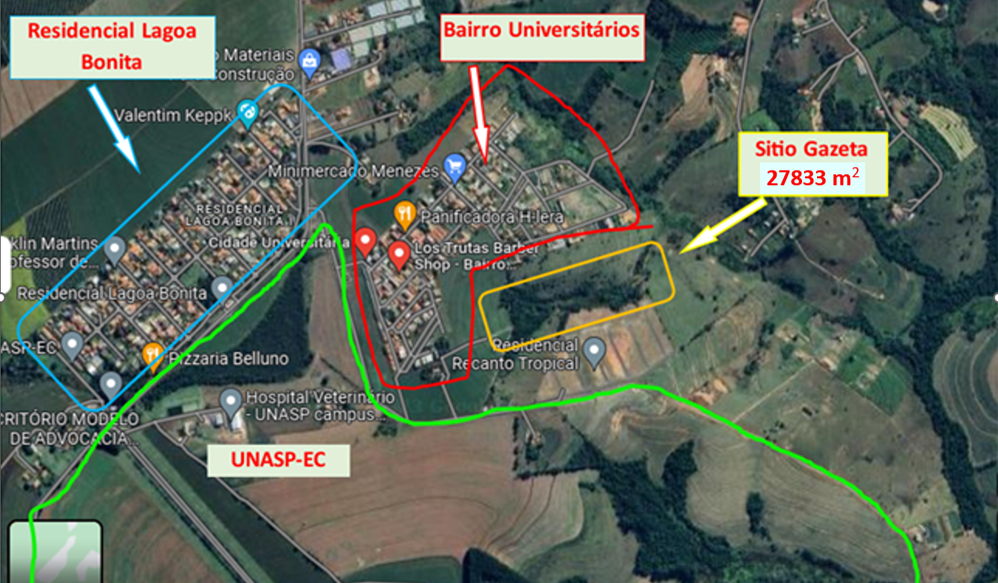 Residencial Lagoa
Bonita
Bairro Universitários
Materiais
Construção
Valentim Keppk
Sitio Gazeta
27833 m²
Minimercado Menezes
RESIDENCIAL
LAGOA BONITA I
Panificadora H-lera
Cidade Universitária
Los Trutas Barber
Shop - Bairro...
klin Martins
ofessor de...
Residencial Lagoa Bonita
ASP-EC
Pizzaria Belluno
Residencial
Recanto Tropical
Hospital Veterinário
- UNASP campus...
CRITÓRIO MODELO
DE ADVOCACIA...
UNASP-EC